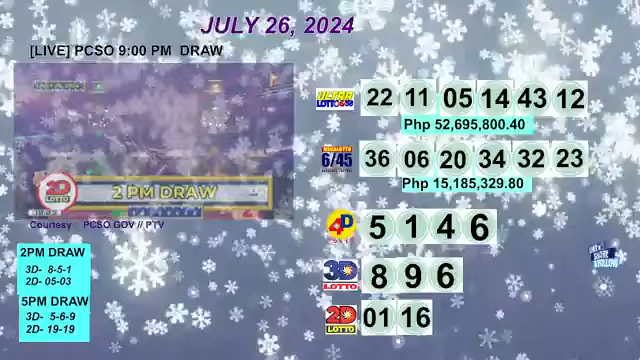 JULY 26, 2024
[LIVE] PCSO 9:00 PM DRAW
ULTRA
LOTTO 6/58
22 11 05 14 43 12
Php 52,695,800.40
MEGALOTTO
6/45
36 06 20 34 32 23
Php 15,185,329.80
2D
LOTTO
2 PM DRAW
Courtesy PCSO GOV // PTV
4D
5 1 4 6
3D
LOTTO
8 9 6
2D
LOTTO
01 16
2PM DRAW
3D- 8-5-1
2D- 05-03
5PM DRAW
3D- 5-6-9
2D- 19-19
LIKE &
SHARE
& FOLLOW